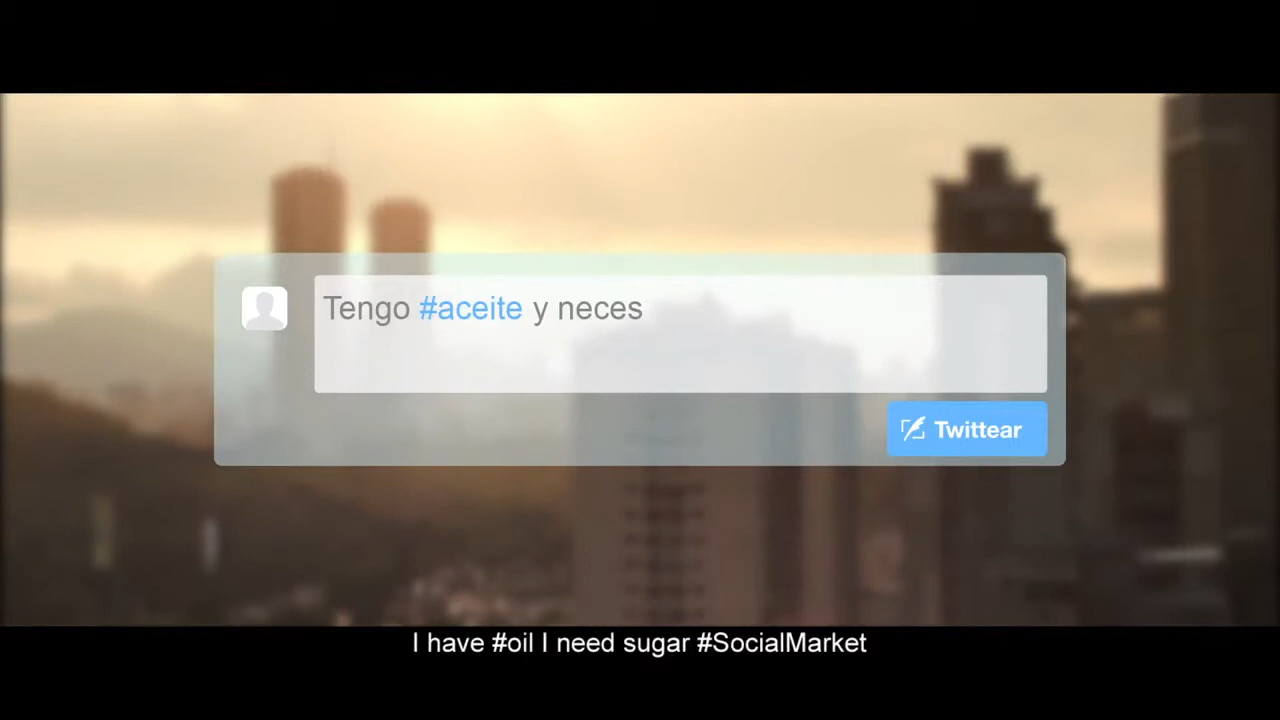 Tengo #aceite y neces
Twittear
I have #oil I need sugar #SocialMarket